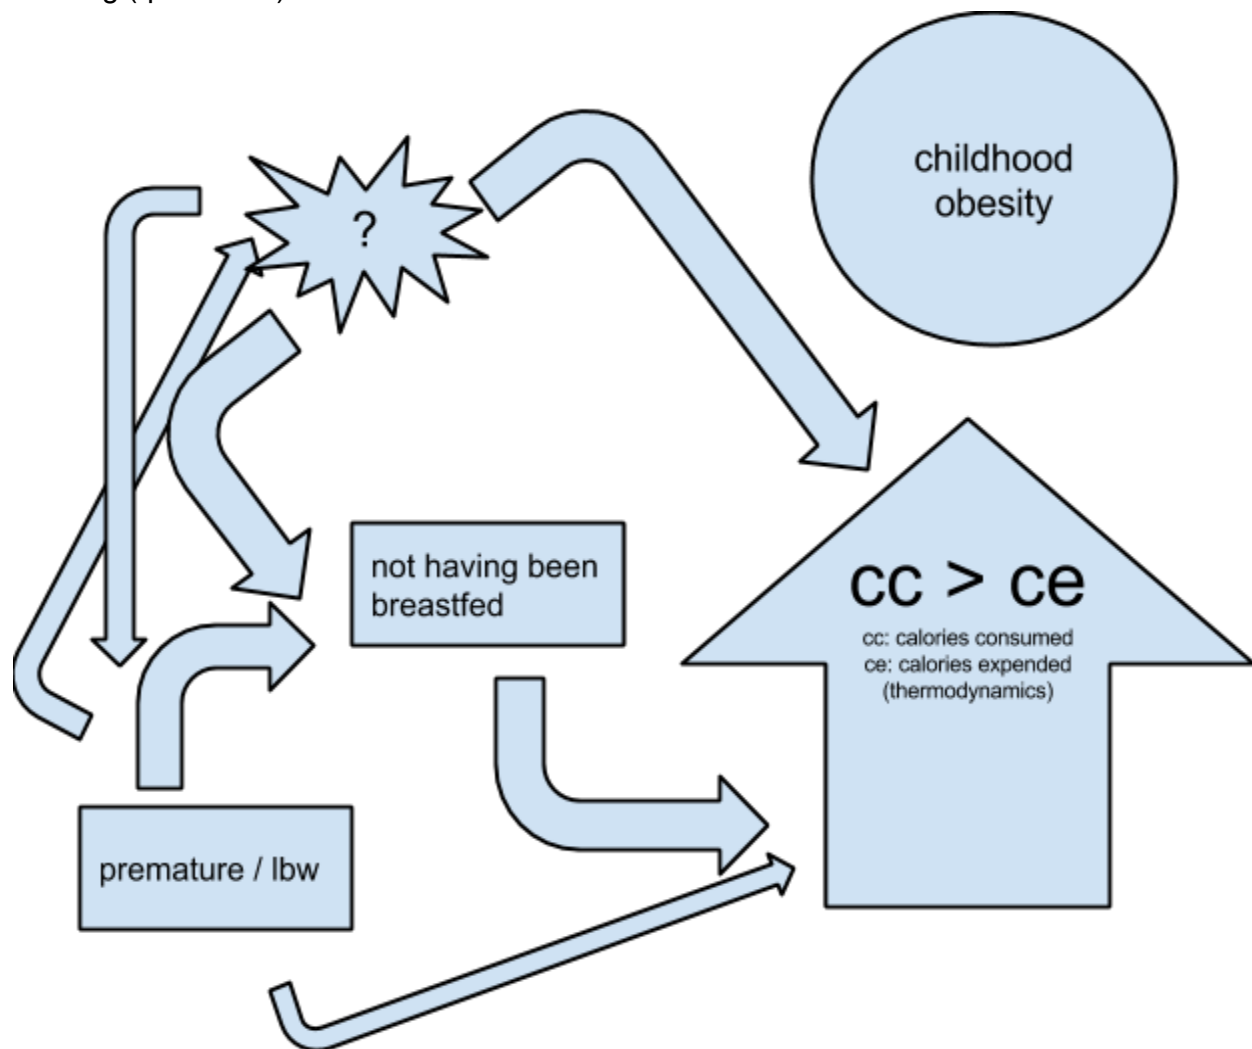 childhood
obesity
?
not having been
breastfed
cc > ce
cc: calories consumed
ce: calories expended
(thermodynamics)
premature / lbw